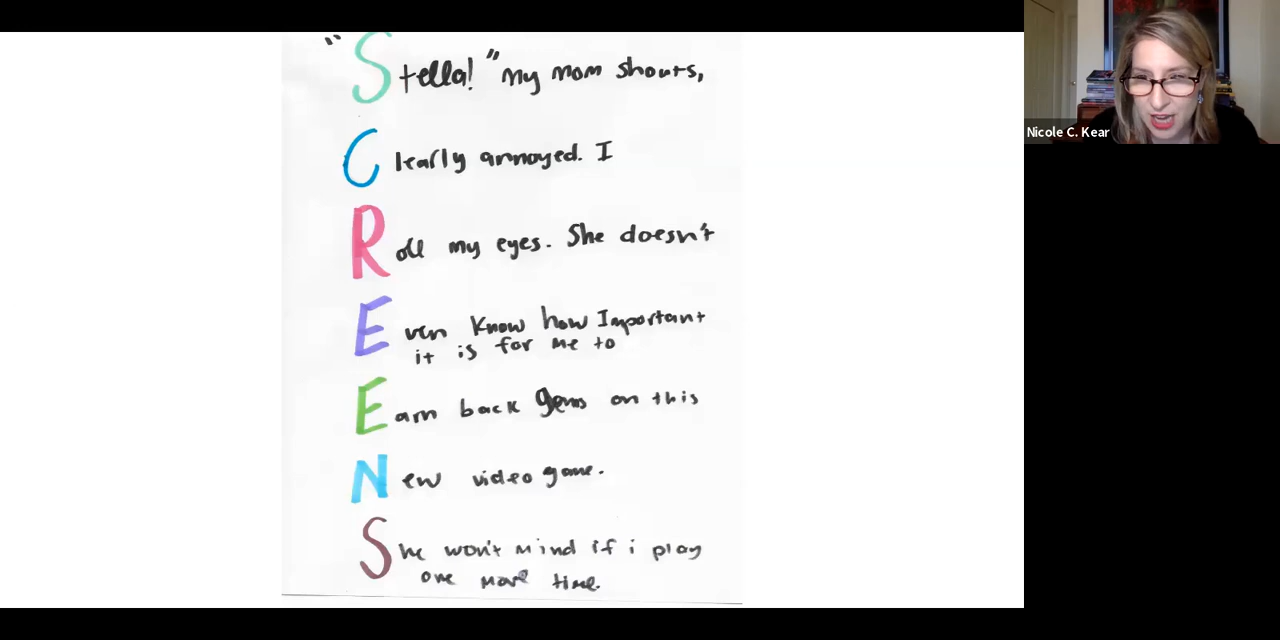 "Stella!" my mom shouts,
Clearly annoyed. I
Roll my eyes. She doesn't
Even know how Important
it is for me to
Earn back gems on this
New video game.
She won't mind if i play
one more time.
Nicole C. Kear